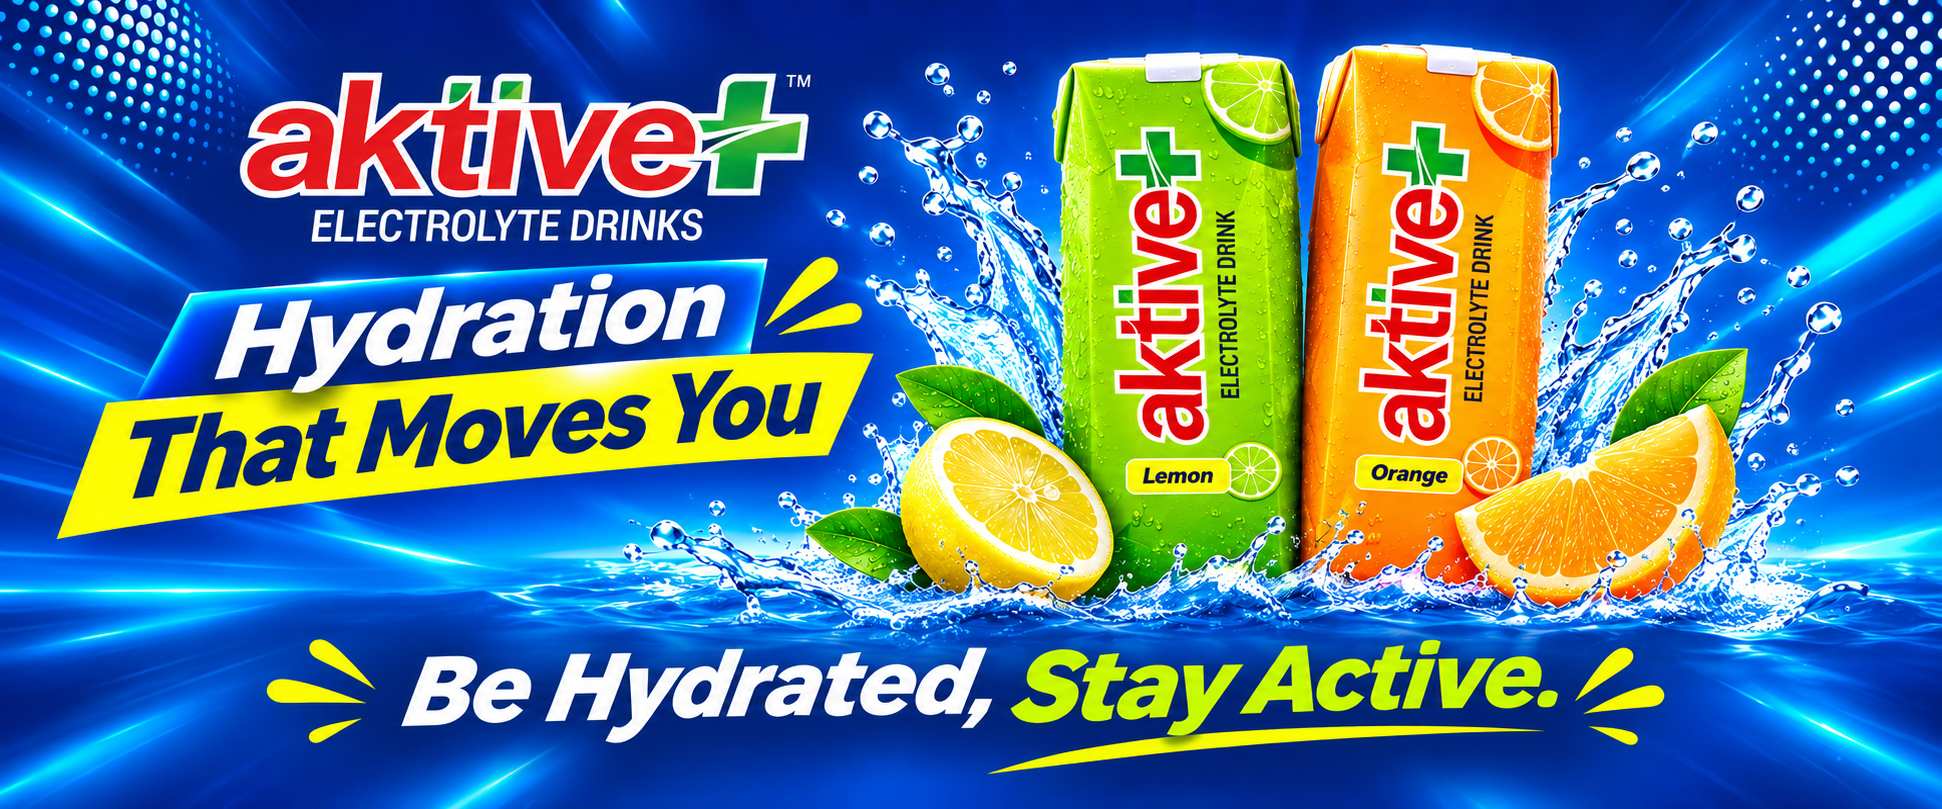 aktive+ TM
ELECTROLYTE DRINKS
Hydration
That Moves You
aktive+
ELECTROLYTE DRINK
Lemon
aktive+
ELECTROLYTE DRINK
Orange
Be Hydrated, Stay Active.